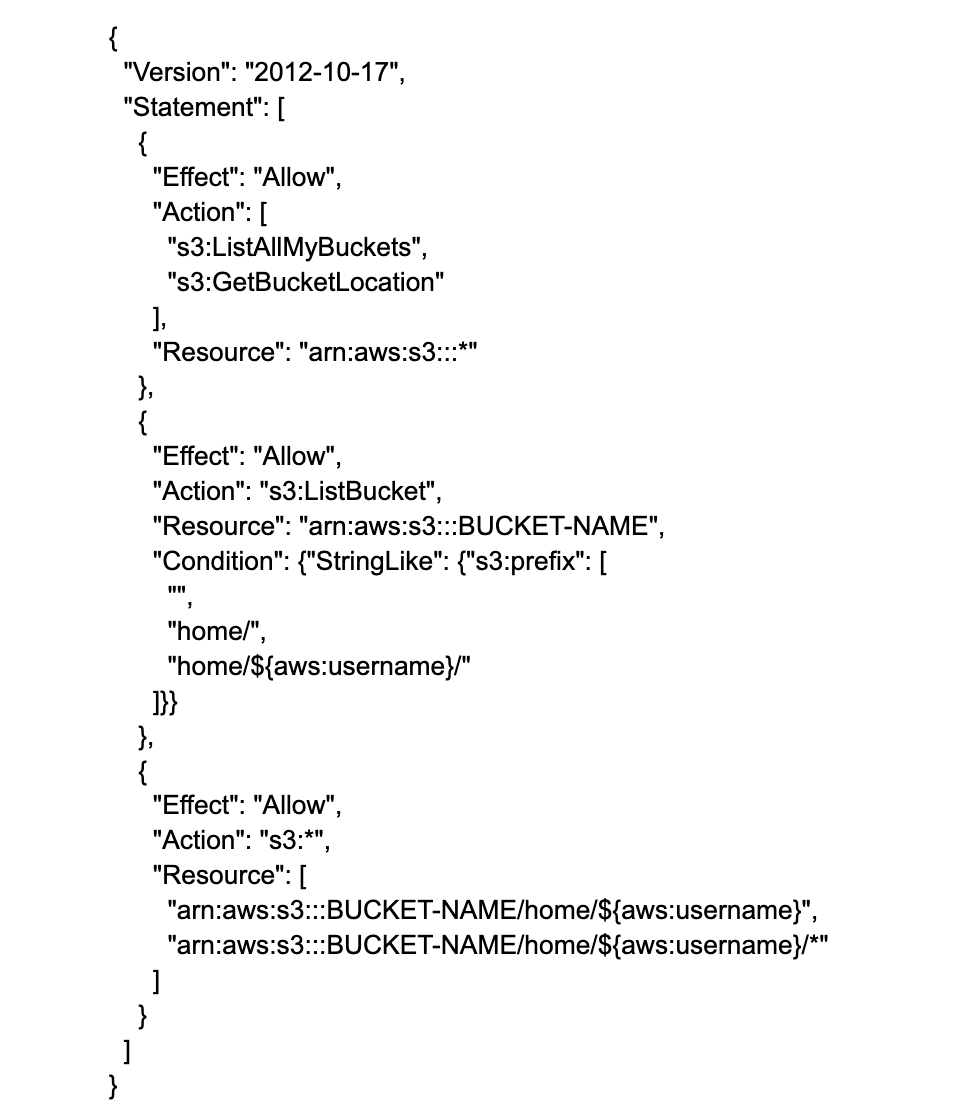 {
  "Version": "2012-10-17",
  "Statement": [
    {
      "Effect": "Allow",
      "Action": [
        "s3:ListAllMyBuckets",
        "s3:GetBucketLocation"
      ],
      "Resource": "arn:aws:s3:::*"
    },
    {
      "Effect": "Allow",
      "Action": "s3:ListBucket",
      "Resource": "arn:aws:s3:::BUCKET-NAME",
      "Condition": {"StringLike": {"s3:prefix": [
        "",
        "home/",
        "home/${aws:username}/"
      ]}}
    },
    {
      "Effect": "Allow",
      "Action": "s3:*",
      "Resource": [
        "arn:aws:s3:::BUCKET-NAME/home/${aws:username}",
        "arn:aws:s3:::BUCKET-NAME/home/${aws:username}/*"
      ]
    }
  ]
}